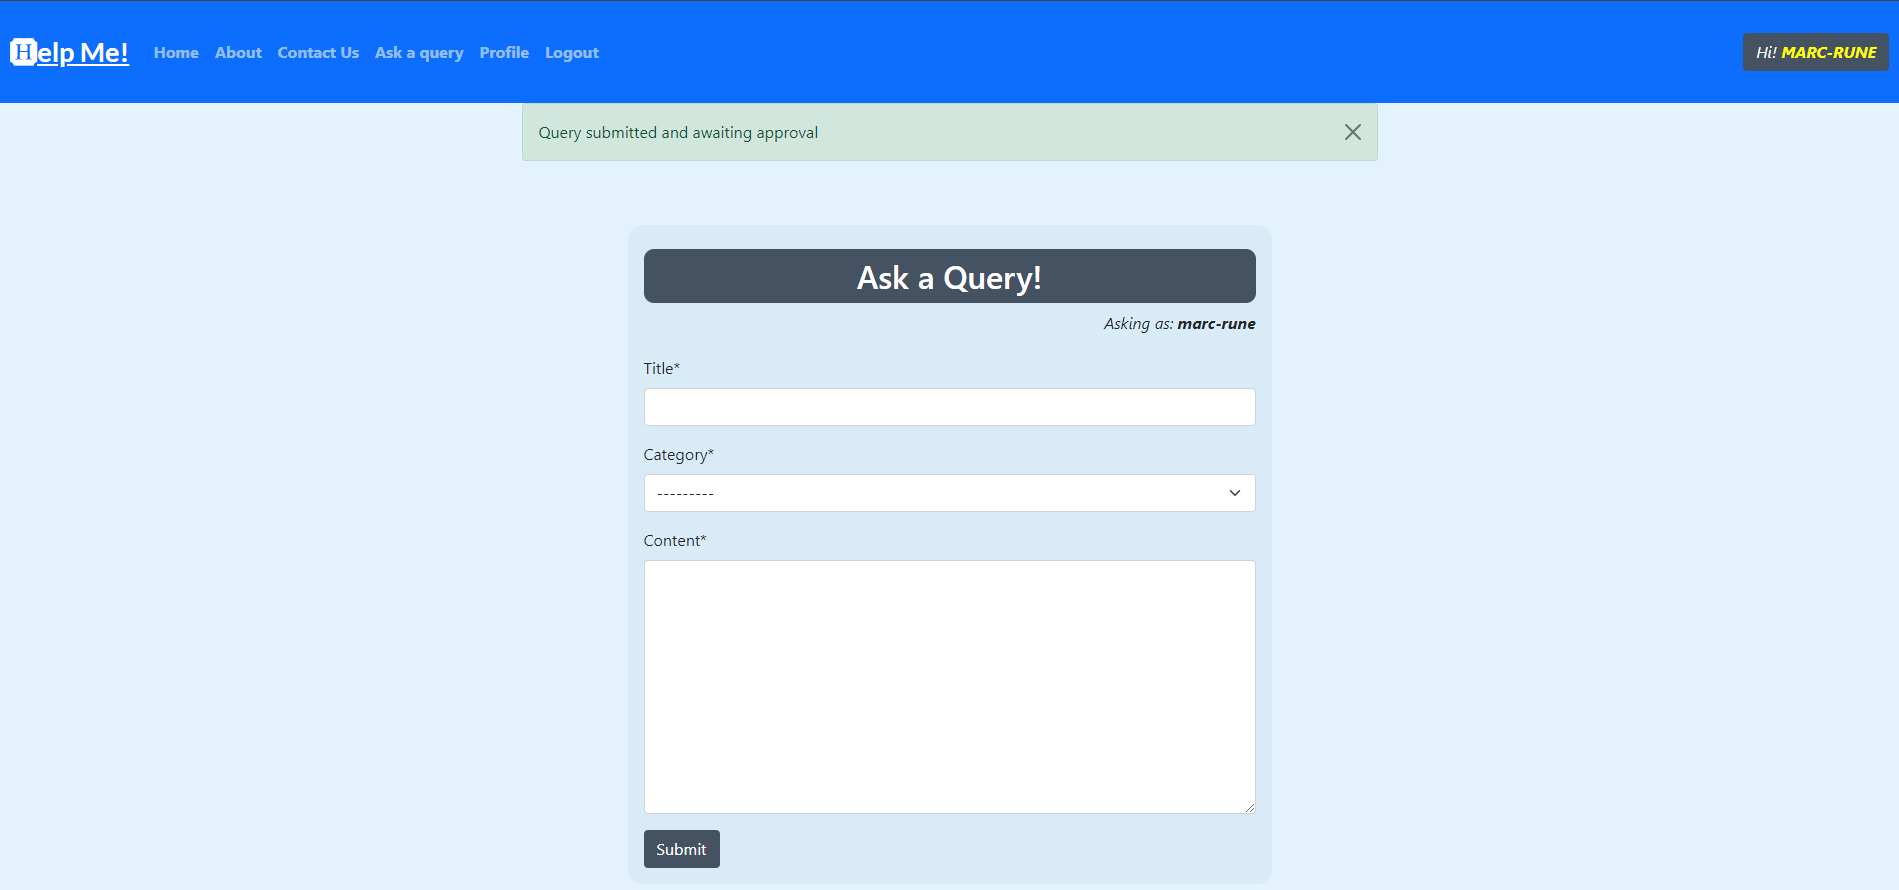 Help Me! Home About Contact Us Ask a query Profile Logout Hi! MARC-RUNE
Query submitted and awaiting approval
Ask a Query!
Asking as: marc-rune
Title*
Category*
---------
Content*
Submit